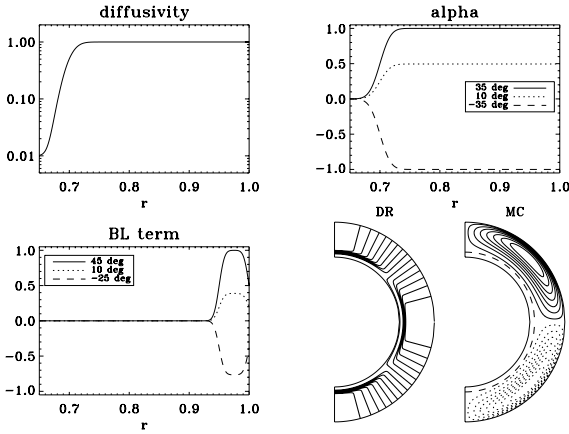 diffusivity
1.00
0.10
0.01
0.7 0.8 0.9 1.0
r
alpha
1.0
0.5
0.0
−0.5
−1.0
35 deg
10 deg
−35 deg
0.7 0.8 0.9 1.0
r
BL term
1.0
0.5
0.0
−0.5
−1.0
45 deg
10 deg
−25 deg
0.7 0.8 0.9 1.0
r
DR
MC